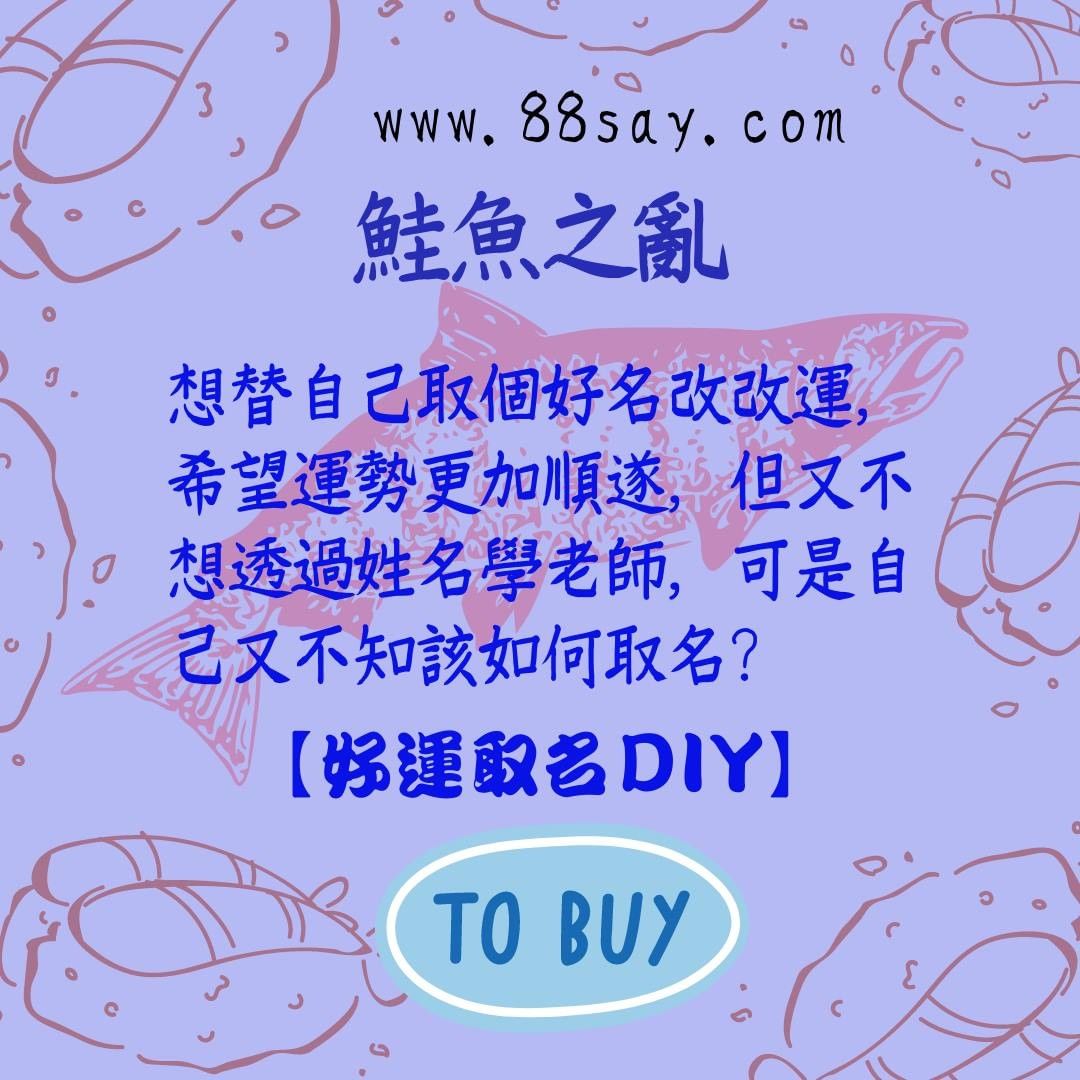 www.88say.com
鮭魚之亂
想替自己取個好名改改運,
希望運勢更加順遂,但又不
想透過姓名學老師,可是自
己又不知該如何取名?
【好運取名DIY】
TO BUY